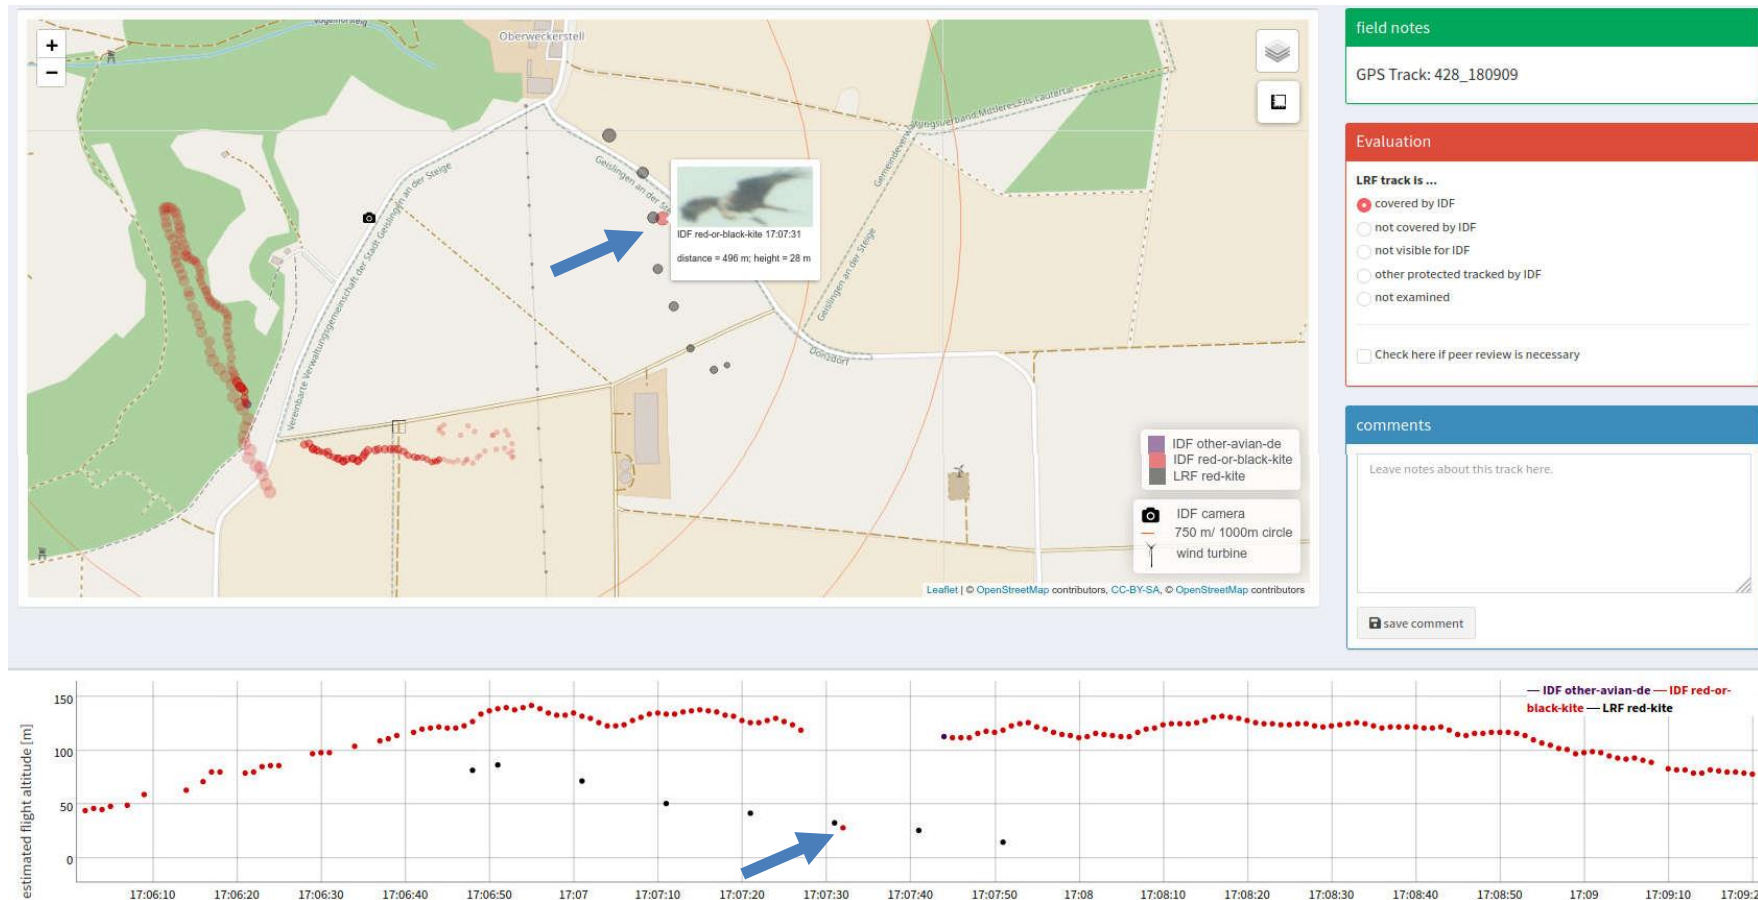 Oberweckerstell
+
−
Geislingen an der Steige
Vereinbarte Verwaltungsgemeinschaft der Stadt Geislingen an der Steige
Gemeindeverwaltungsverband Mittleres Fils-Lautertal
Geislingen an der Steige
Donzdorf
IDF red-or-black-kite 17:07:31
distance = 496 m; height = 28 m
IDF other-avian-de
IDF red-or-black-kite
LRF red-kite
IDF camera
750 m/ 1000m circle
wind turbine
Leaflet | © OpenStreetMap contributors, CC-BY-SA, © OpenStreetMap contributors
field notes
GPS Track: 428_180909
Evaluation
LRF track is ...
covered by IDF
not covered by IDF
not visible for IDF
other protected tracked by IDF
not examined
Check here if peer review is necessary
comments
Leave notes about this track here.
save comment
— IDF other-avian-de — IDF red-or-
black-kite — LRF red-kite
estimated flight altitude [m]
150
100
50
0
17:06:10 17:06:20 17:06:30 17:06:40 17:06:50 17:07 17:07:10 17:07:20 17:07:30 17:07:40 17:07:50 17:08 17:08:10 17:08:20 17:08:30 17:08:40 17:08:50 17:09 17:09:10 17:09:2